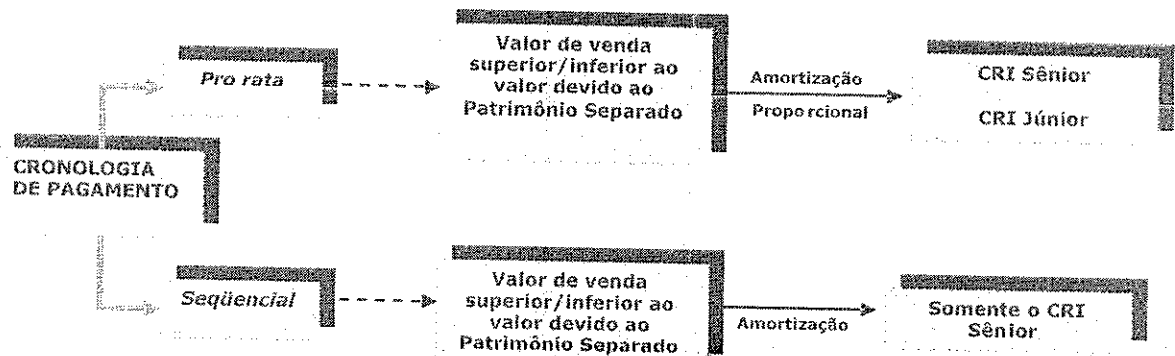 Pro rata
Valor de venda
superior/inferior ao
valor devido ao
Patrimônio Separado
Amortização
Proporcional
CRI Sênior
CRI Júnior
CRONOLOGIA
DE PAGAMENTO
Seqüencial
Valor de venda
superior/inferior ao
valor devido ao
Patrimônio Separado
Amortização
Somente o CRI
Sênior